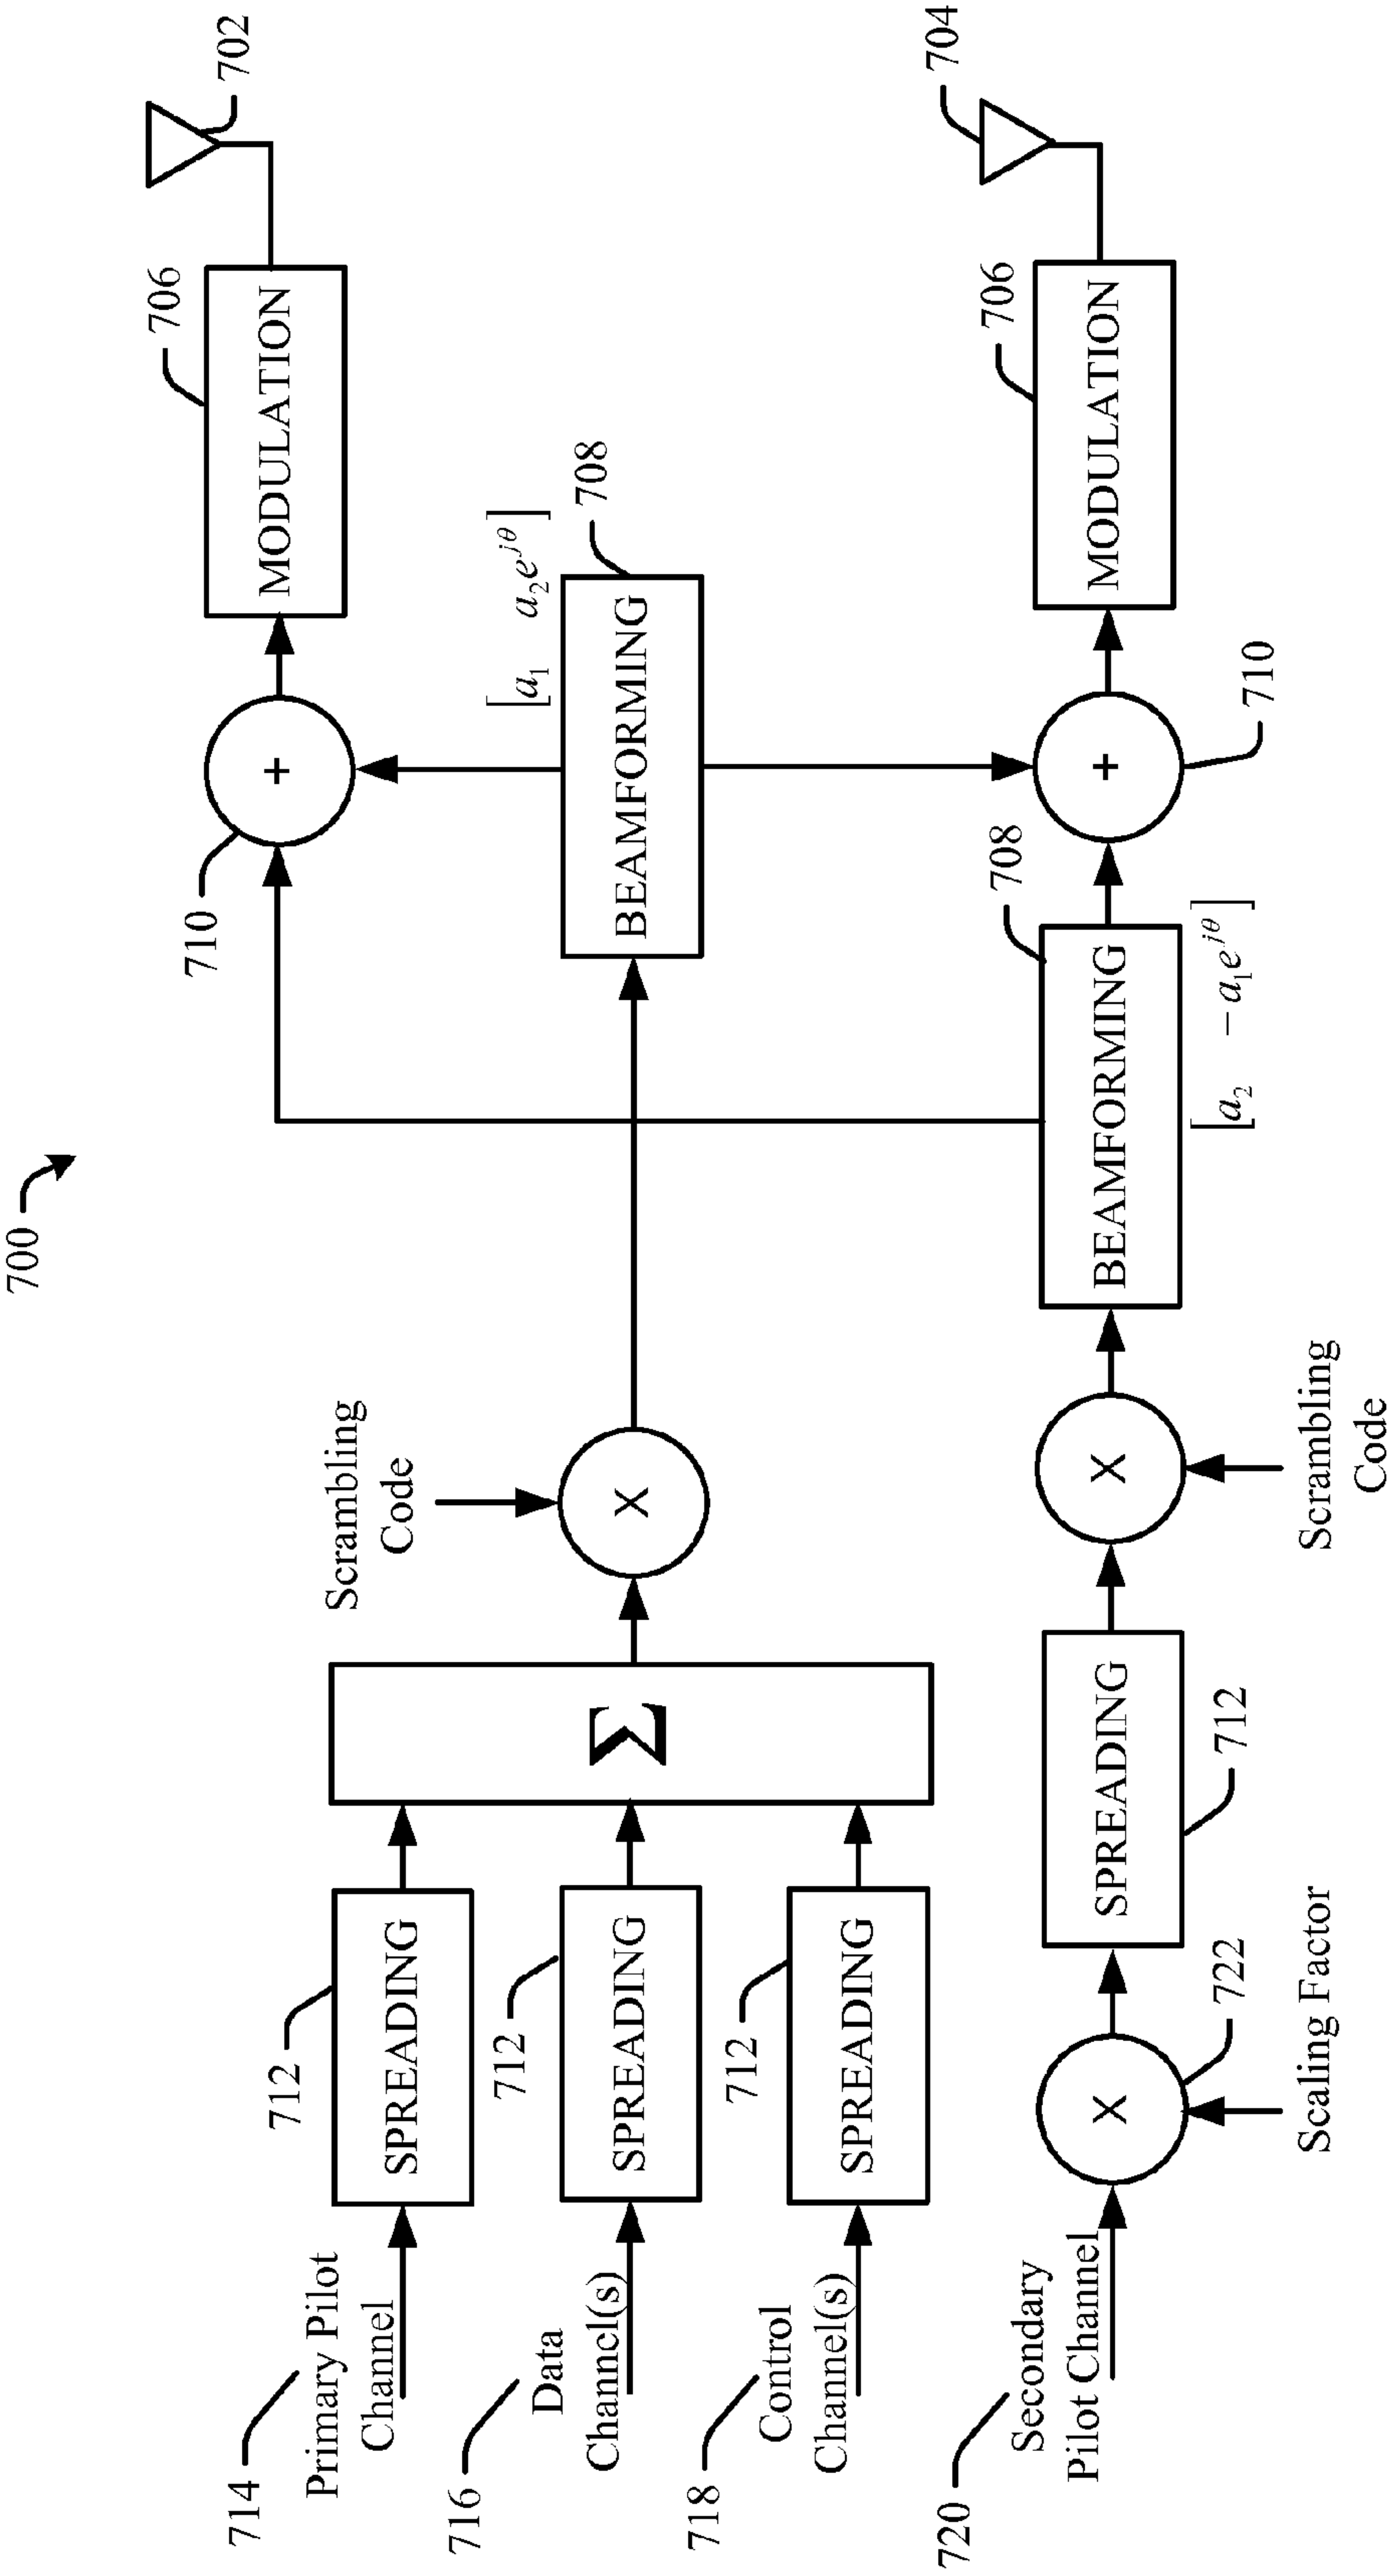 700
714
Primary Pilot
Channel
712
SPREADING
716
Data
Channel(s)
712
SPREADING
718
Control
Channel(s)
712
SPREADING
Σ
Scrambling
Code
X
BEAMFORMING
708
[a₁ a₂e^{jθ}]
710
+
MODULATION
706
702
720
Secondary
Pilot Channel
X
722
Scaling Factor
SPREADING
712
X
Scrambling
Code
BEAMFORMING
708
[a₂ −a₁e^{jθ}]
+
710
MODULATION
706
704